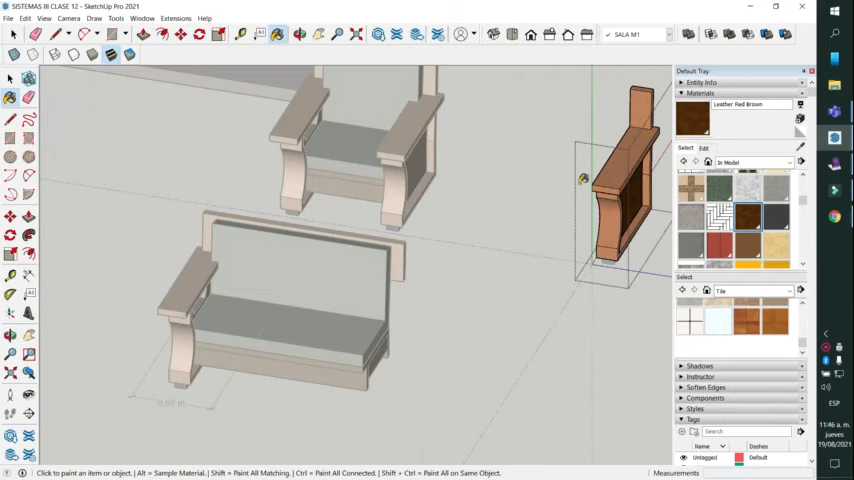 SISTEMAS III CLASE 12 - SketchUp Pro 2021
File Edit View Camera Draw Tools Window Extensions Help
✓ SALA M1
Default Tray
Entity Info
Materials
Leather Red Brown
Select Edit
In Model
Select
Tile
0.60 m
Shadows
Instructor
Soften Edges
Components
Styles
Tags
Search
Name Dashes
Untagged Default
Click to paint an item or object. | Alt = Sample Material. | Shift = Paint All Matching. | Ctrl = Paint All Connected. | Shift + Ctrl = Paint All on Same Object.
Measurements
ESP
11:46 a. m.
jueves
19/08/2021